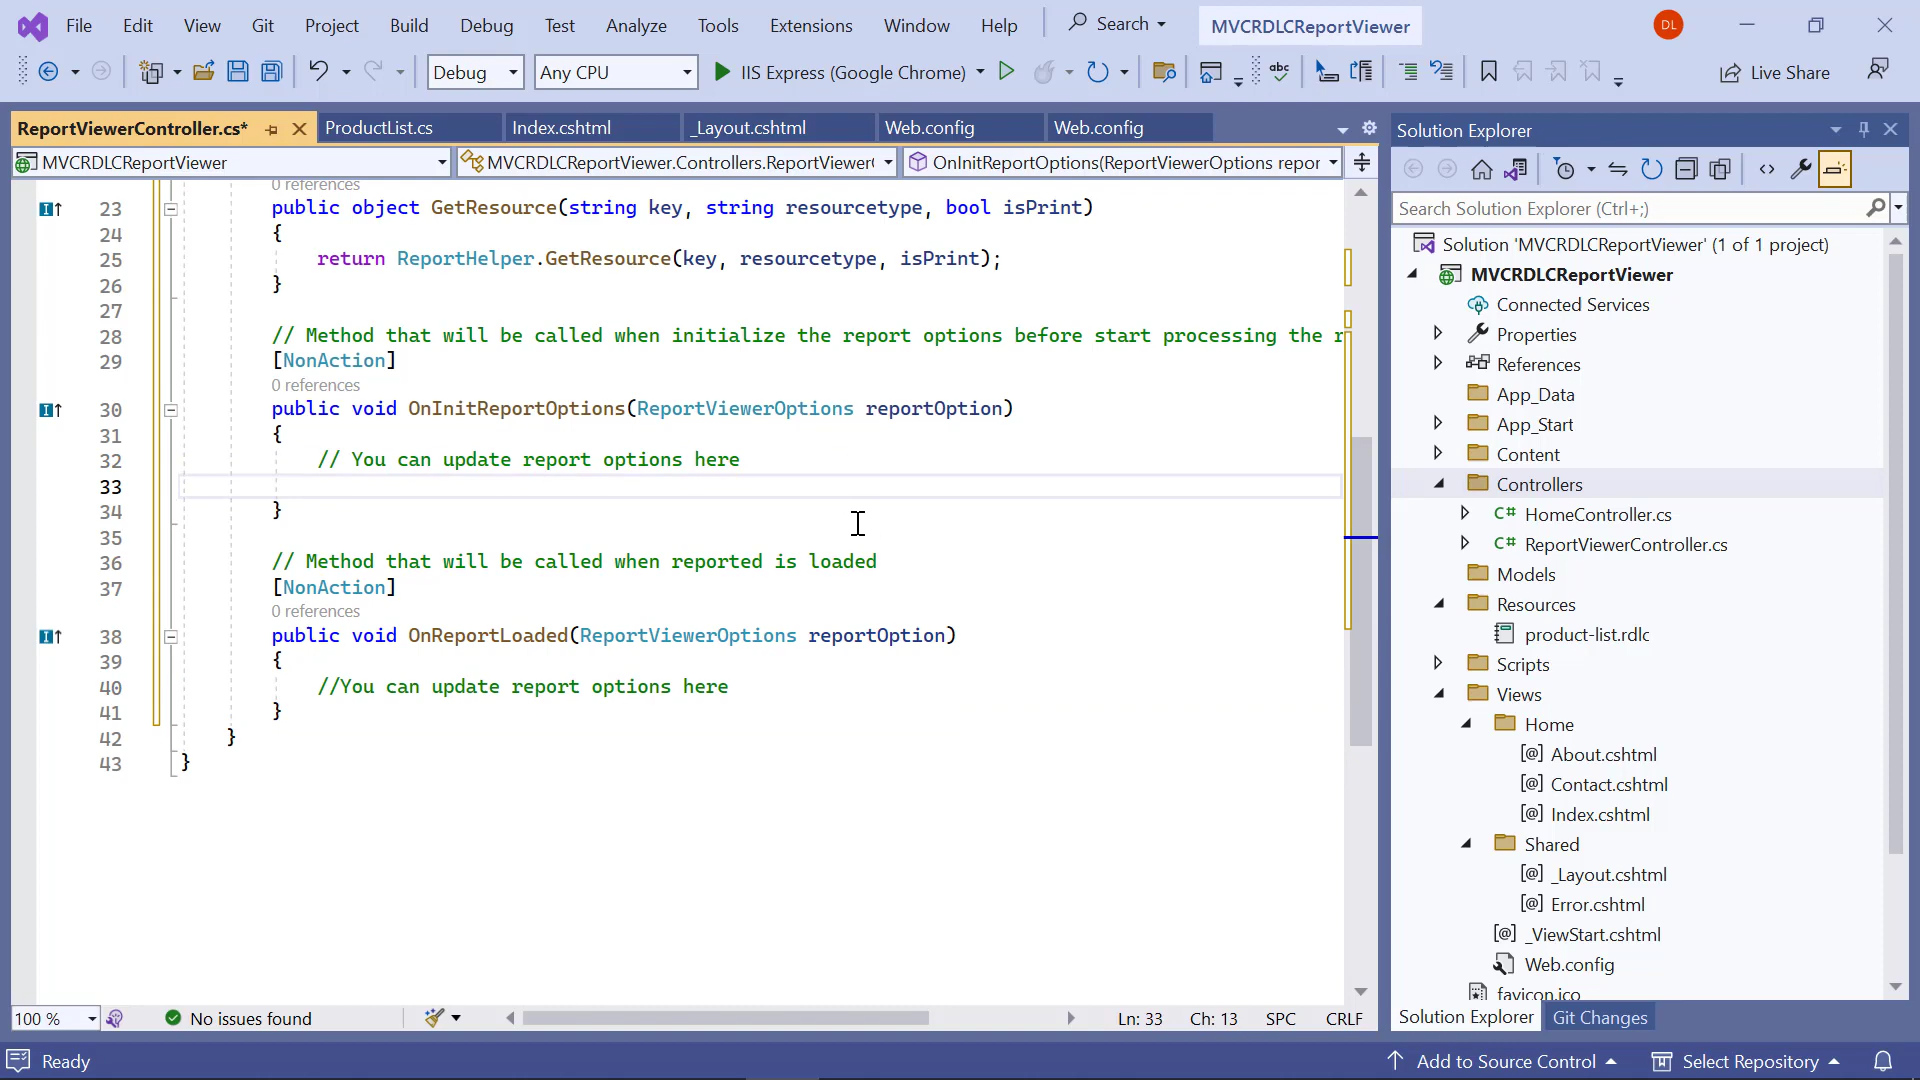 File Edit View Git Project Build Debug Test Analyze Tools Extensions Window Help Search MVCRDLCReportViewer DL
Debug Any CPU IIS Express (Google Chrome) abc Live Share
ReportViewerController.cs* ProductList.cs Index.cshtml _Layout.cshtml Web.config Web.config
MVCRDLCReportViewer MVCRDLCReportViewer.Controllers.ReportViewer( OnInitReportOptions(ReportViewerOptions repor
0 references
23 public object GetResource(string key, string resourcetype, bool isPrint)
24 {
25 return ReportHelper.GetResource(key, resourcetype, isPrint);
26 }
27
28 // Method that will be called when initialize the report options before start processing the r
29 [NonAction]
0 references
30 public void OnInitReportOptions(ReportViewerOptions reportOption)
31 {
32 // You can update report options here
33
34 }
35
36 // Method that will be called when reported is loaded
37 [NonAction]
0 references
38 public void OnReportLoaded(ReportViewerOptions reportOption)
39 {
40 //You can update report options here
41 }
42 }
43 }
100 % No issues found Ln: 33 Ch: 13 SPC CRLF
Solution Explorer
Search Solution Explorer (Ctrl+;)
Solution 'MVCRDLCReportViewer' (1 of 1 project)
MVCRDLCReportViewer
Connected Services
Properties
References
App_Data
App_Start
Content
Controllers
C# HomeController.cs
C# ReportViewerController.cs
Models
Resources
product-list.rdlc
Scripts
Views
Home
[@] About.cshtml
[@] Contact.cshtml
[@] Index.cshtml
Shared
[@] _Layout.cshtml
[@] Error.cshtml
[@] _ViewStart.cshtml
Web.config
favicon.ico
Solution Explorer Git Changes
Ready Add to Source Control Select Repository